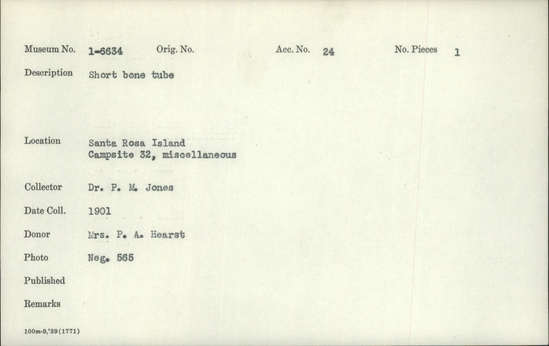 Museum No. 1-6634 Orig. No. Acc. No. 24 No. Pieces 1
Description Short bone tube
Location Santa Rosa Island
Campsite 32, miscellaneous
Collector Dr. P. M. Jones
Date Coll. 1901
Donor Mrs. P. A. Hearst
Photo Neg. 565
Published
Remarks
100m-9,'39(1771)